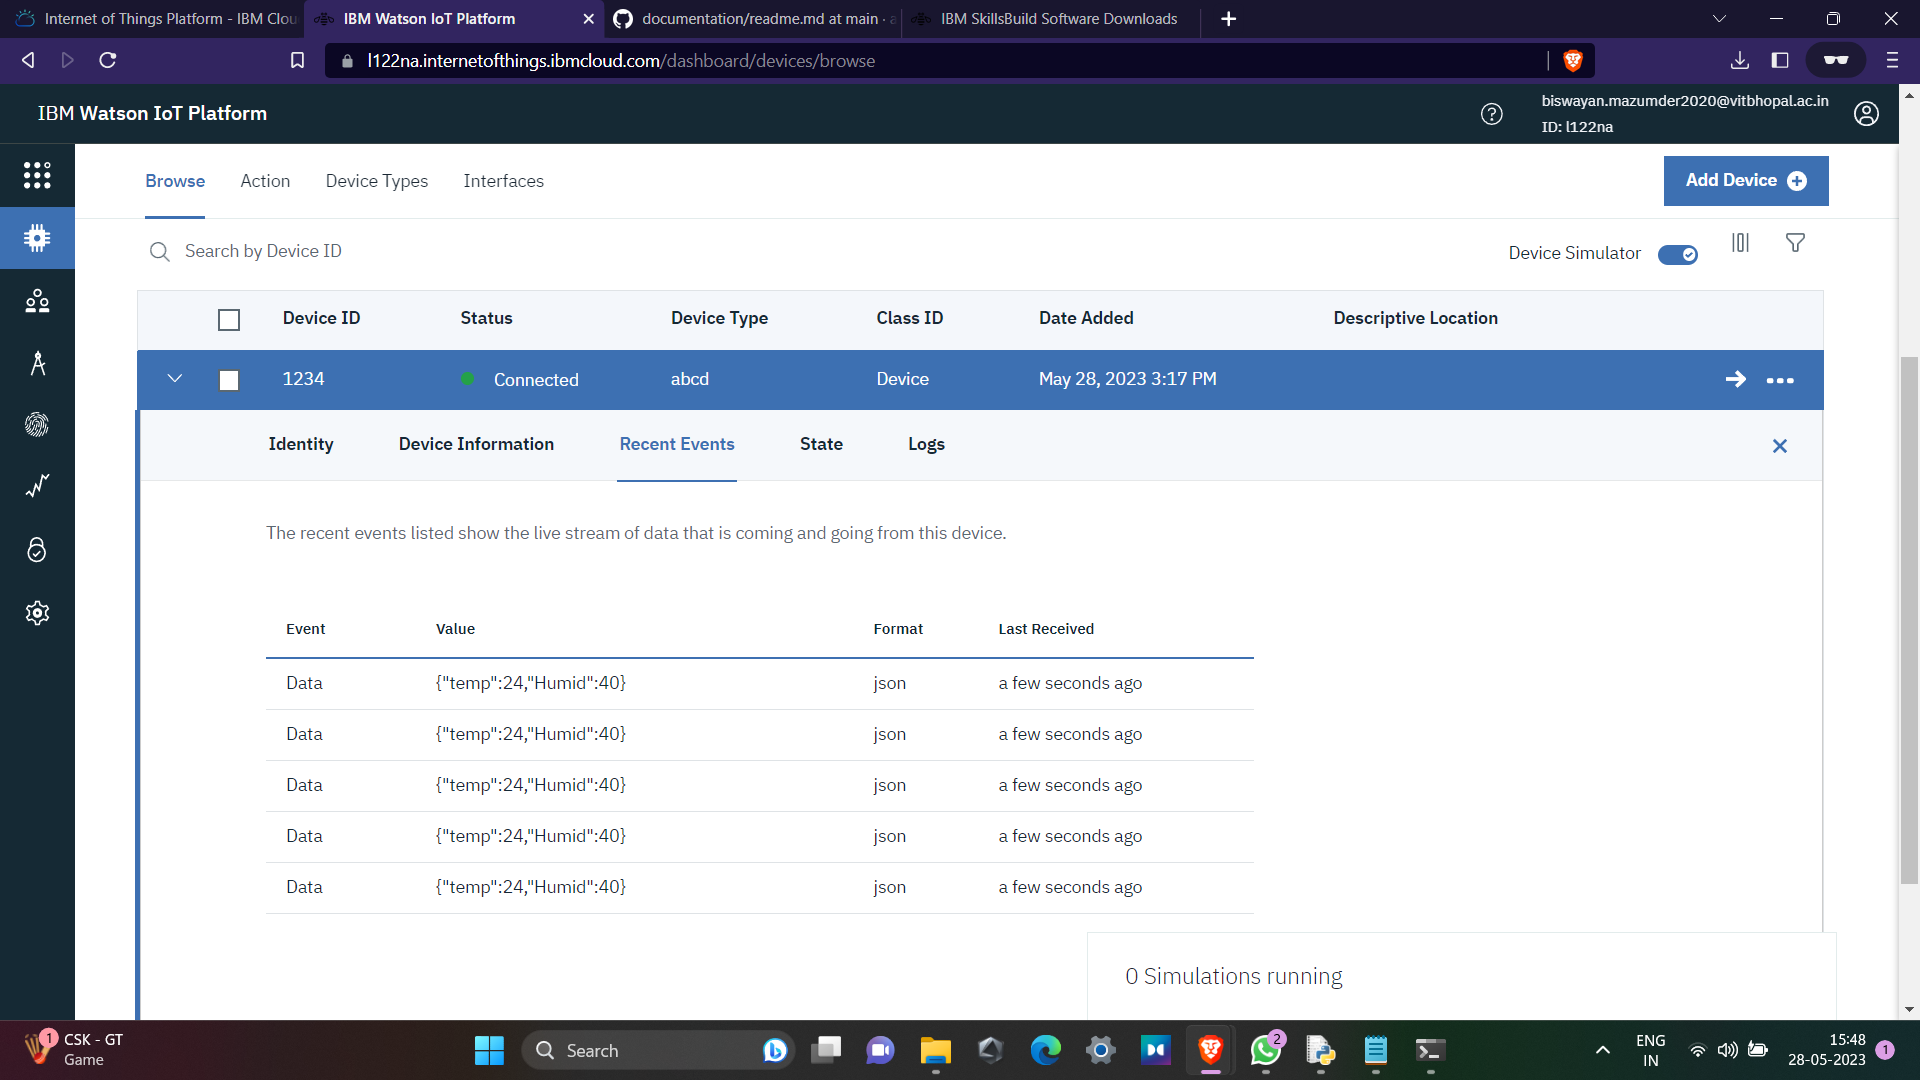 Internet of Things Platform - IBM Clou
IBM Watson IoT Platform
documentation/readme.md at main ·
IBM SkillsBuild Software Downloads
l122na.internetofthings.ibmcloud.com/dashboard/devices/browse
IBM Watson IoT Platform
biswayan.mazumder2020@vitbhopal.ac.in
ID: l122na
Browse Action Device Types Interfaces
Add Device
Search by Device ID
Device Simulator
Device ID Status Device Type Class ID Date Added Descriptive Location
1234 Connected abcd Device May 28, 2023 3:17 PM
Identity Device Information Recent Events State Logs
The recent events listed show the live stream of data that is coming and going from this device.
Event Value Format Last Received
Data {"temp":24,"Humid":40} json a few seconds ago
Data {"temp":24,"Humid":40} json a few seconds ago
Data {"temp":24,"Humid":40} json a few seconds ago
Data {"temp":24,"Humid":40} json a few seconds ago
Data {"temp":24,"Humid":40} json a few seconds ago
0 Simulations running
1
CSK - GT
Game
Search
2
ENG
IN
15:48
28-05-2023
1